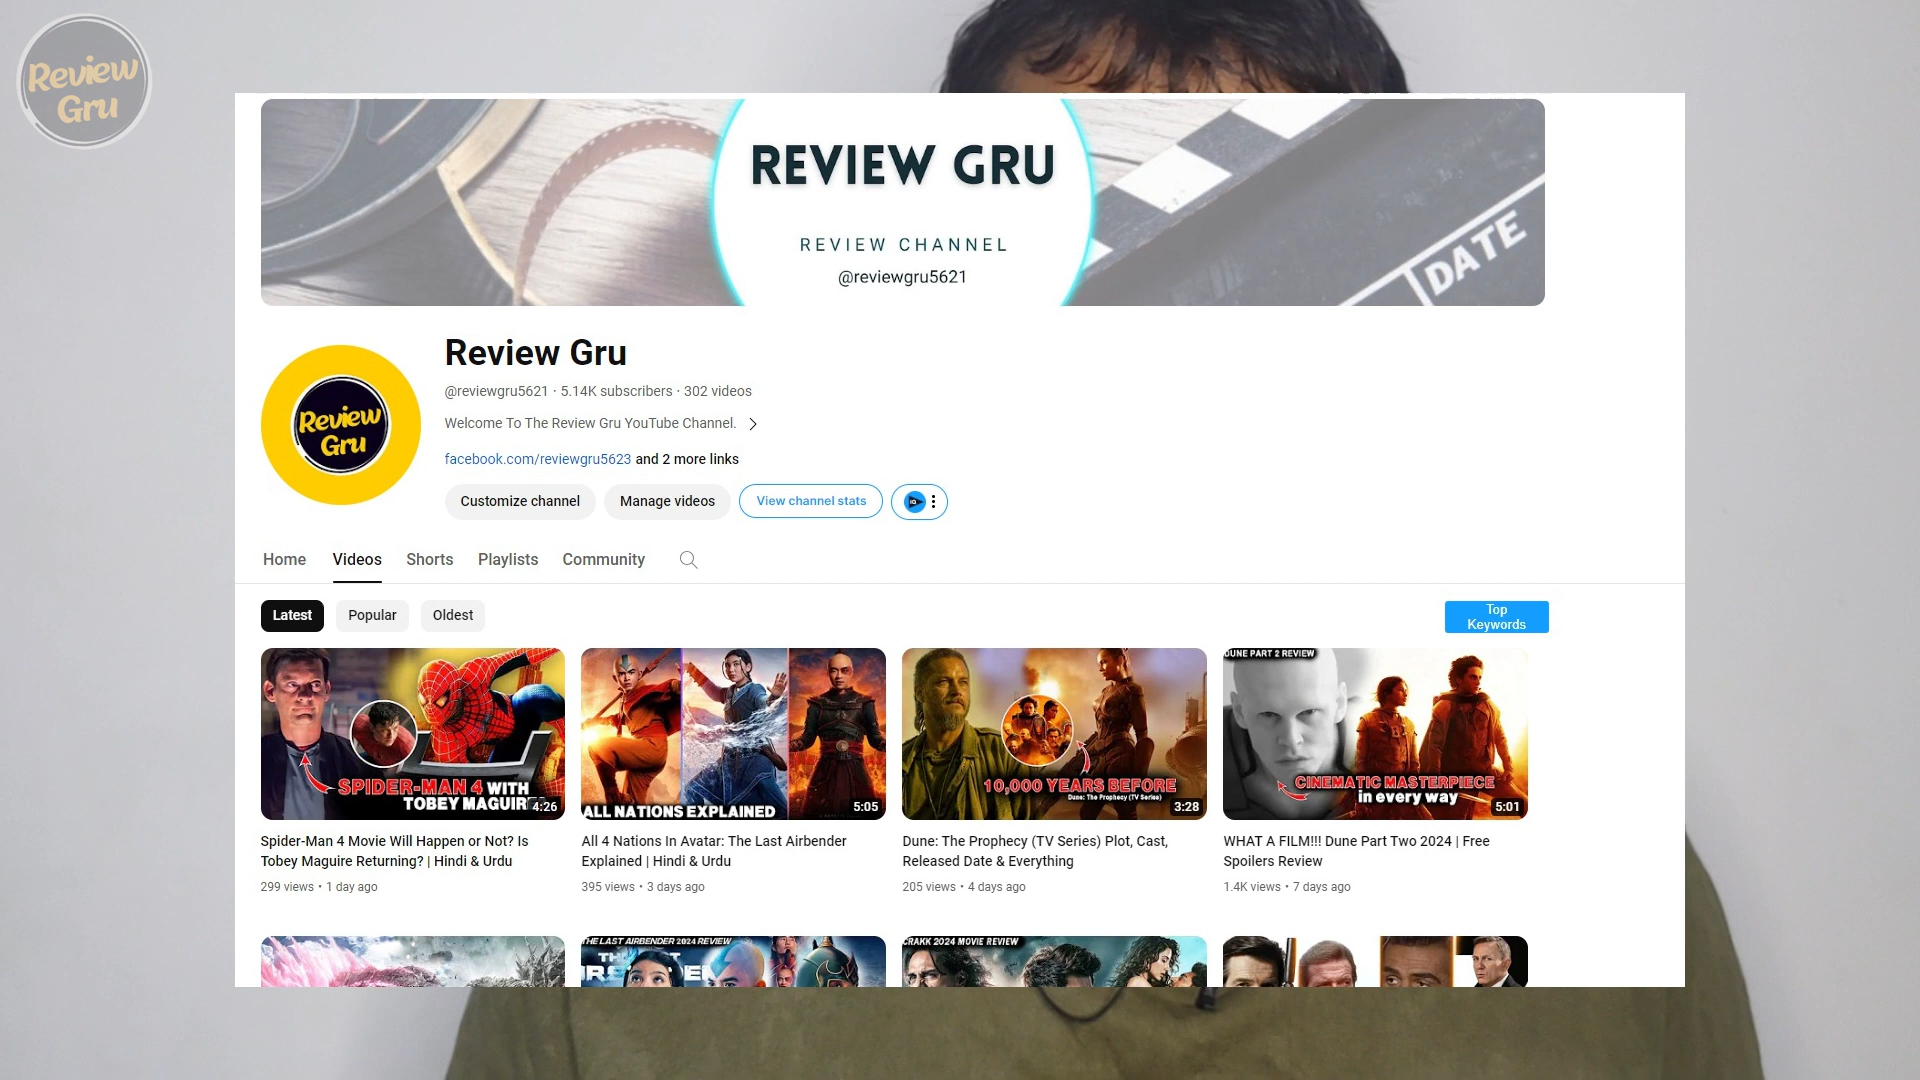 Review
Gru
REVIEW GRU
REVIEW CHANNEL
@reviewgru5621
DATE
Review
Gru
Review Gru
@reviewgru5621 · 5.14K subscribers · 302 videos
Welcome To The Review Gru YouTube Channel.
facebook.com/reviewgru5623 and 2 more links
Customize channel
Manage videos
View channel stats
Home
Videos
Shorts
Playlists
Community
Latest
Popular
Oldest
Top
Keywords
SPIDER-MAN 4 WITH
TOBEY MAGUIR
4:26
ALL NATIONS EXPLAINED
5:05
10,000 YEARS BEFORE
Dune: The Prophecy (TV Series)
3:28
DUNE PART 2 REVIEW
CINEMATIC MASTERPIECE
in every way
5:01
Spider-Man 4 Movie Will Happen or Not? Is
Tobey Maguire Returning? | Hindi & Urdu
299 views • 1 day ago
All 4 Nations In Avatar: The Last Airbender
Explained | Hindi & Urdu
395 views • 3 days ago
Dune: The Prophecy (TV Series) Plot, Cast,
Released Date & Everything
205 views • 4 days ago
WHAT A FILM!!! Dune Part Two 2024 | Free
Spoilers Review
1.4K views • 7 days ago
THE LAST AIRBENDER 2024 REVIEW
CRAKK 2024 MOVIE REVIEW